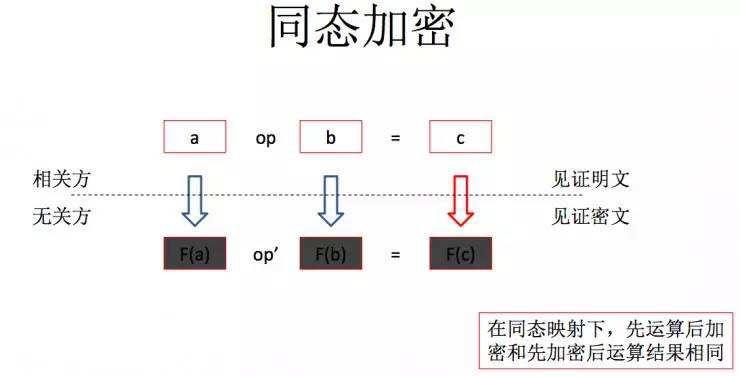 同态加密
a op b = c
相关方 见证明文
无关方 见证密文
F(a) op′ F(b) = F(c)
在同态映射下，先运算后加
密和先加密后运算结果相同